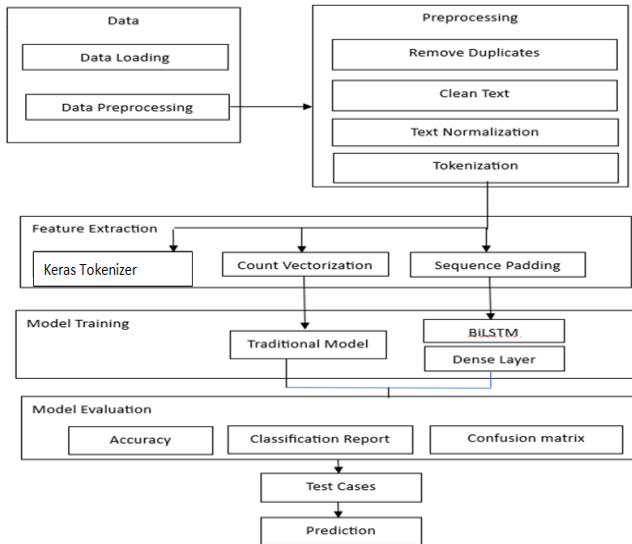 Data
Data Loading
Data Preprocessing
Preprocessing
Remove Duplicates
Clean Text
Text Normalization
Tokenization
Feature Extraction
Keras Tokenizer
Count Vectorization
Sequence Padding
Model Training
Traditional Model
BiLSTM
Dense Layer
Model Evaluation
Accuracy
Classification Report
Confusion matrix
Test Cases
Prediction